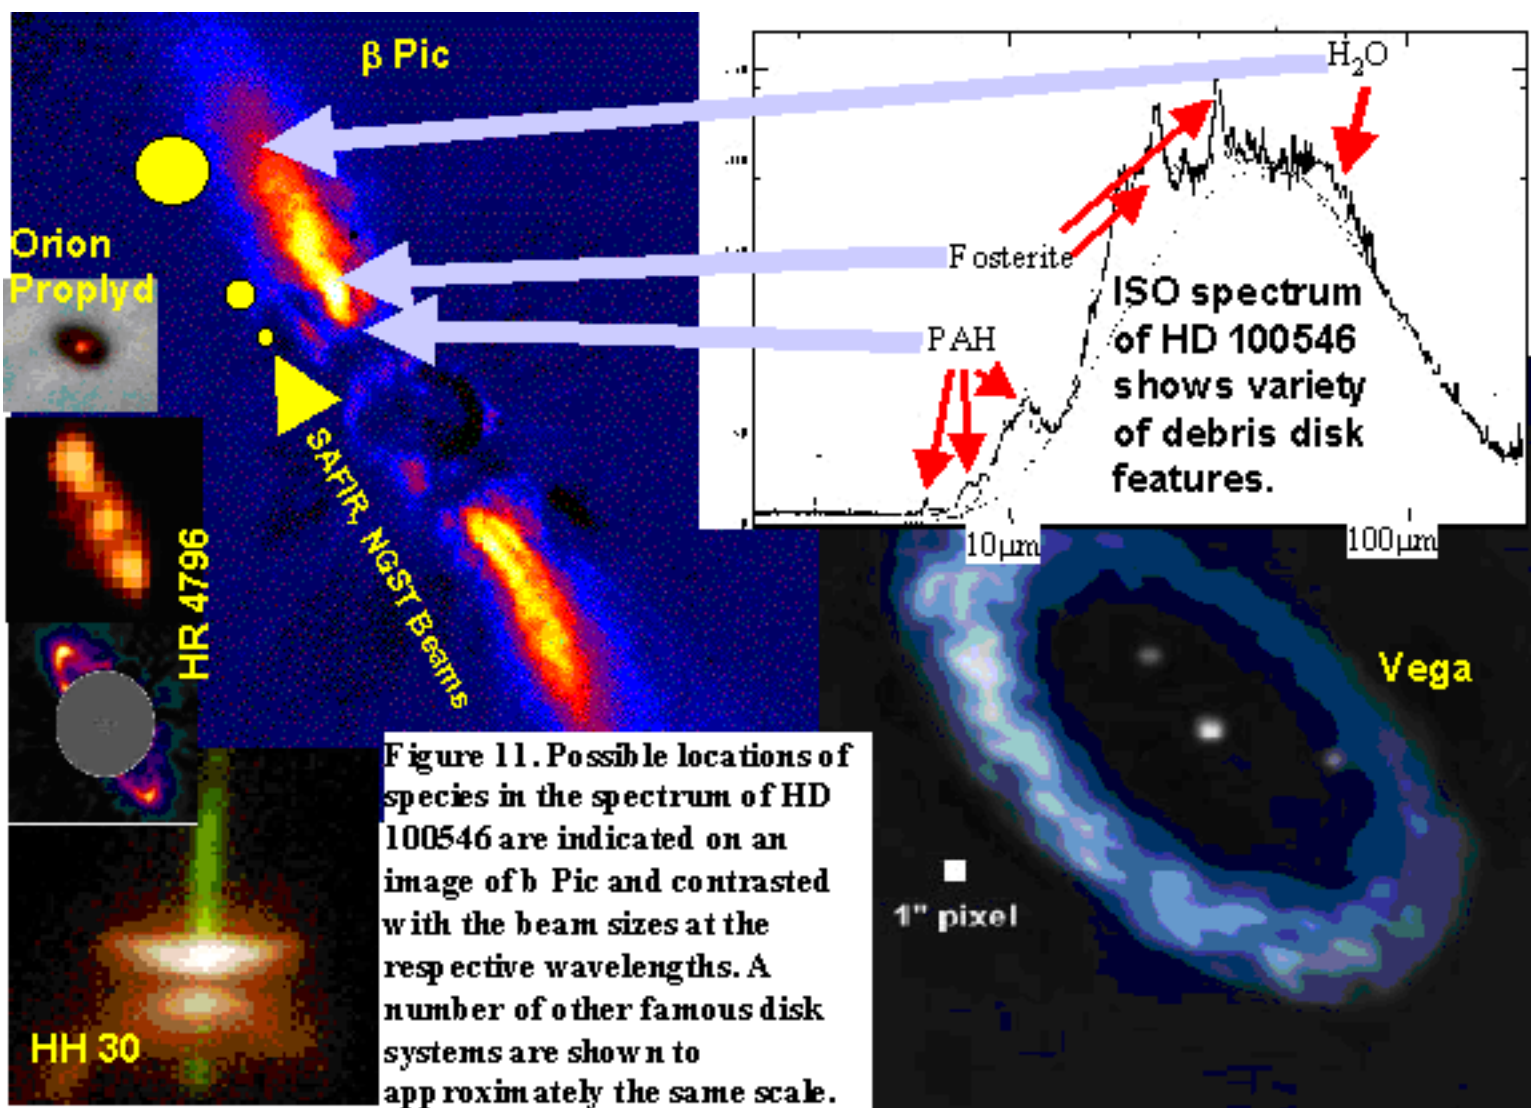 β Pic
H₂O
Orion
Proplyd
Fosterite
PAH
ISO spectrum
of HD 100546
shows variety
of debris disk
features.
10μm
100μm
SAFIR, NGST Beams
HR 4796
Vega
1" pixel
HH 30
Figure 11. Possible locations of
species in the spectrum of HD
100546 are indicated on an
image of b Pic and contrasted
with the beam sizes at the
respective wavelengths. A
number of other famous disk
systems are shown to
approximately the same scale.